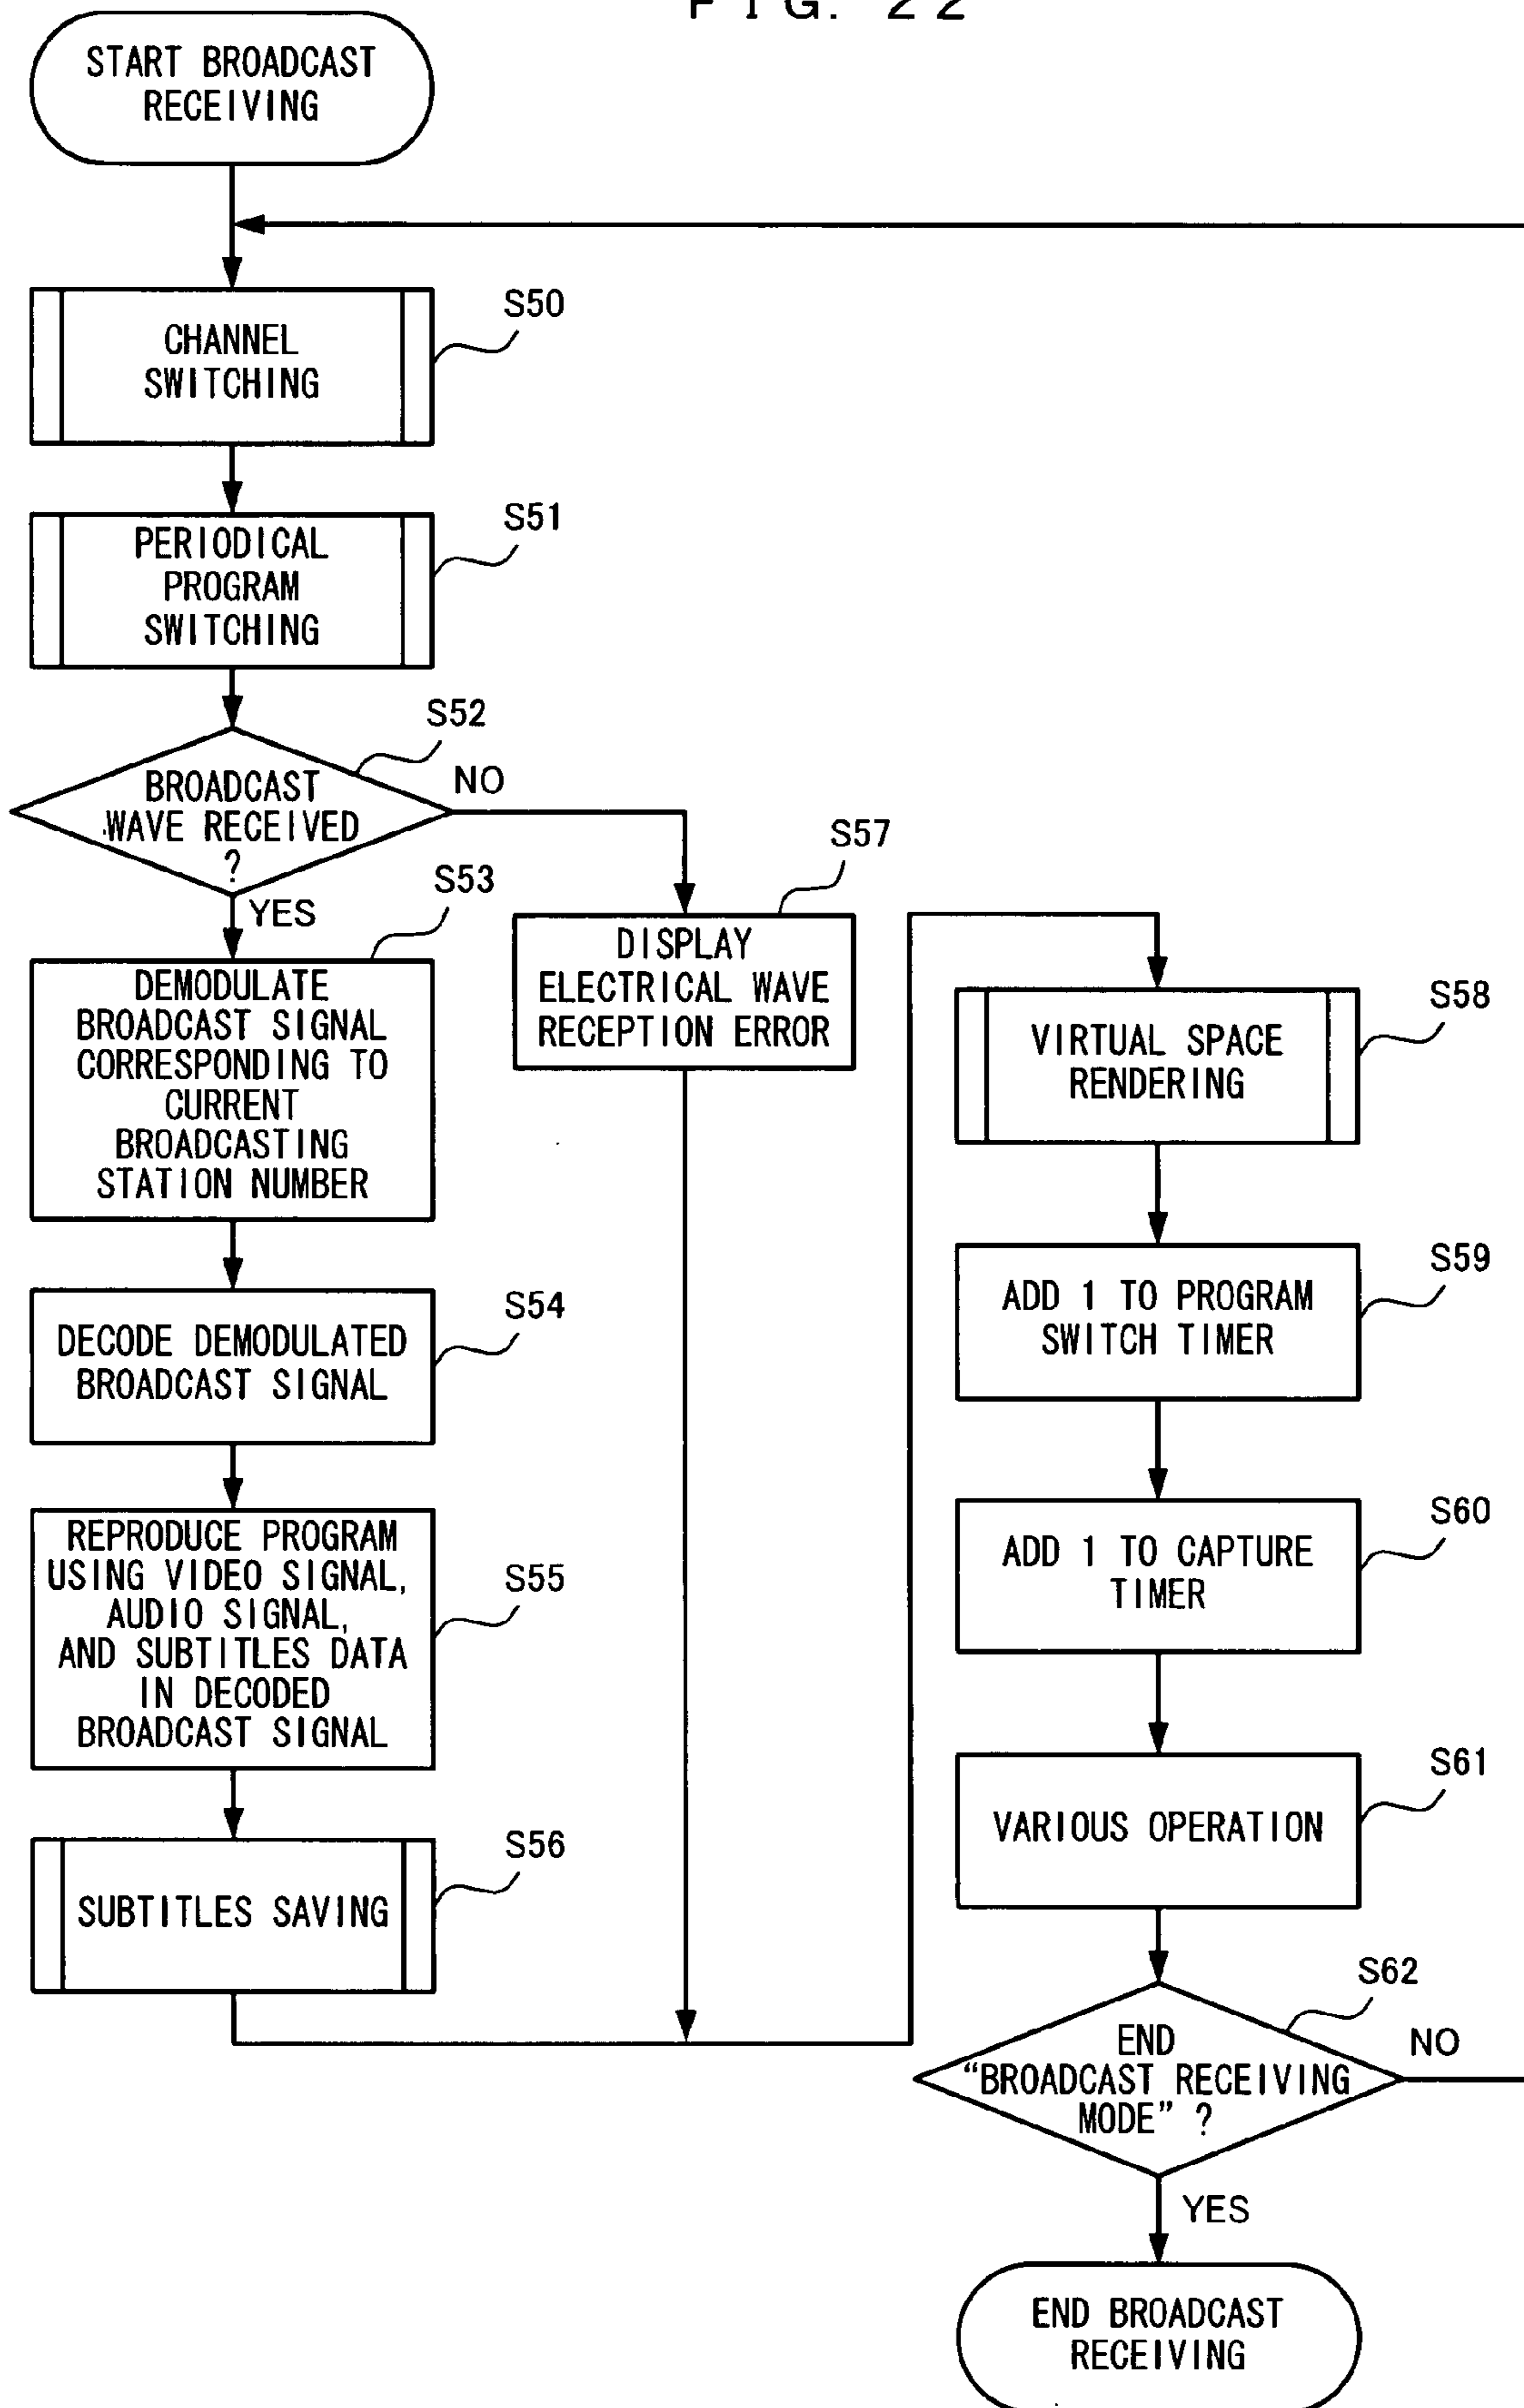 FIG. 22
START BROADCAST
RECEIVING
S50
CHANNEL
SWITCHING
S51
PERIODICAL
PROGRAM
SWITCHING
S52
BROADCAST
WAVE RECEIVED
?
NO
YES
S53
DEMODULATE
BROADCAST SIGNAL
CORRESPONDING TO
CURRENT
BROADCASTING
STATION NUMBER
S54
DECODE DEMODULATED
BROADCAST SIGNAL
S55
REPRODUCE PROGRAM
USING VIDEO SIGNAL,
AUDIO SIGNAL,
AND SUBTITLES DATA
IN DECODED
BROADCAST SIGNAL
S56
SUBTITLES SAVING
S57
DISPLAY
ELECTRICAL WAVE
RECEPTION ERROR
S58
VIRTUAL SPACE
RENDERING
S59
ADD 1 TO PROGRAM
SWITCH TIMER
S60
ADD 1 TO CAPTURE
TIMER
S61
VARIOUS OPERATION
S62
END
“BROADCAST RECEIVING
MODE” ?
NO
YES
END BROADCAST
RECEIVING